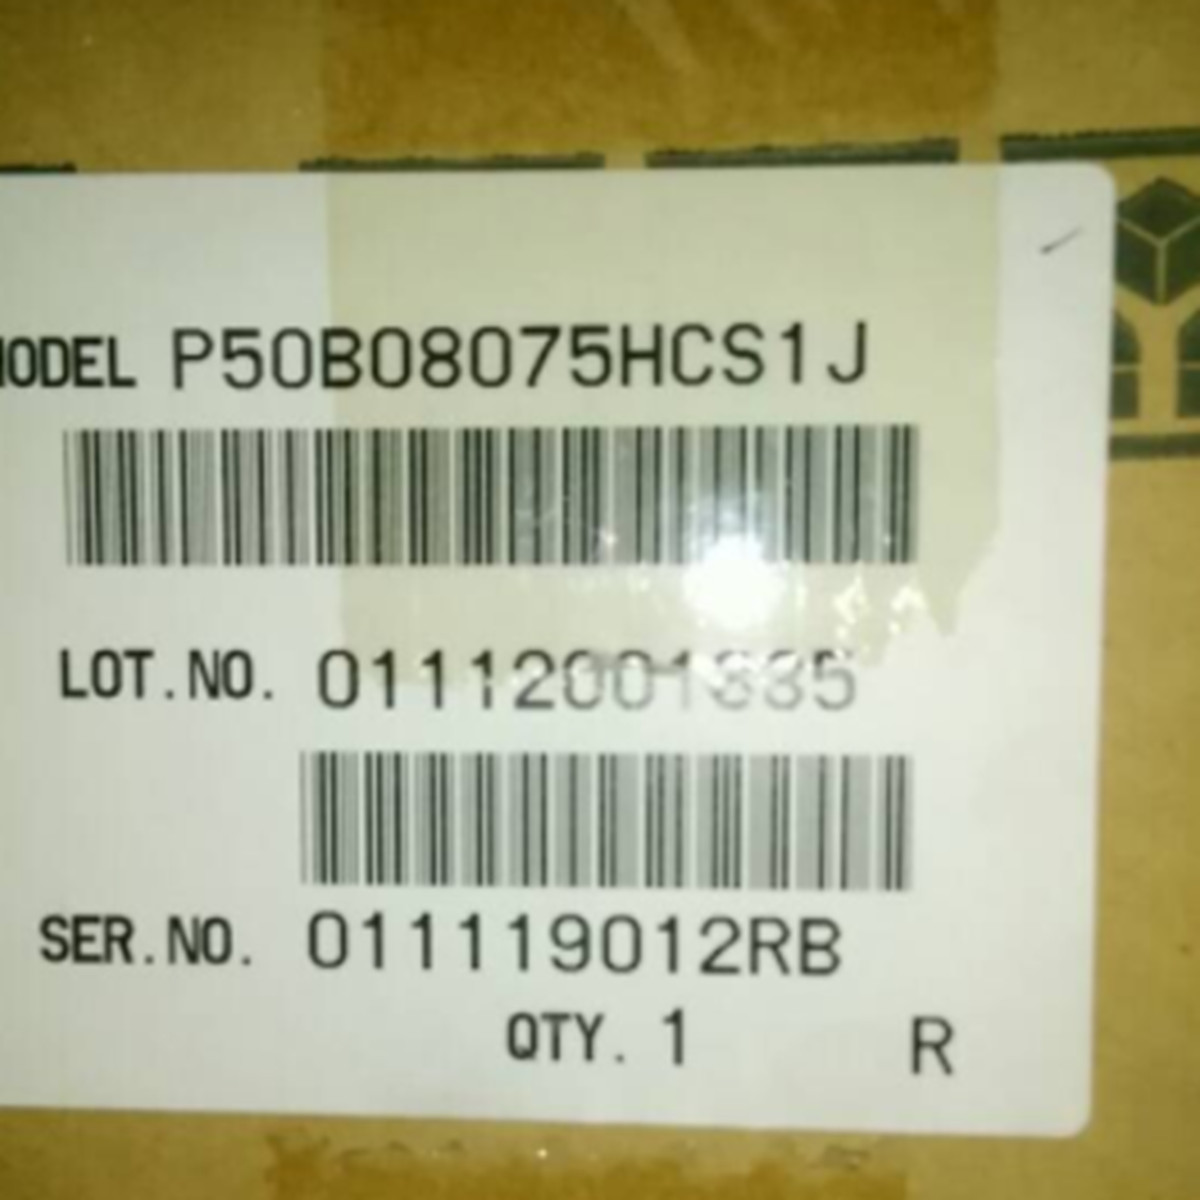 MODEL P50B08075HCS1J
LOT.NO.
SER.NO. 011119012RB
QTY. 1 R